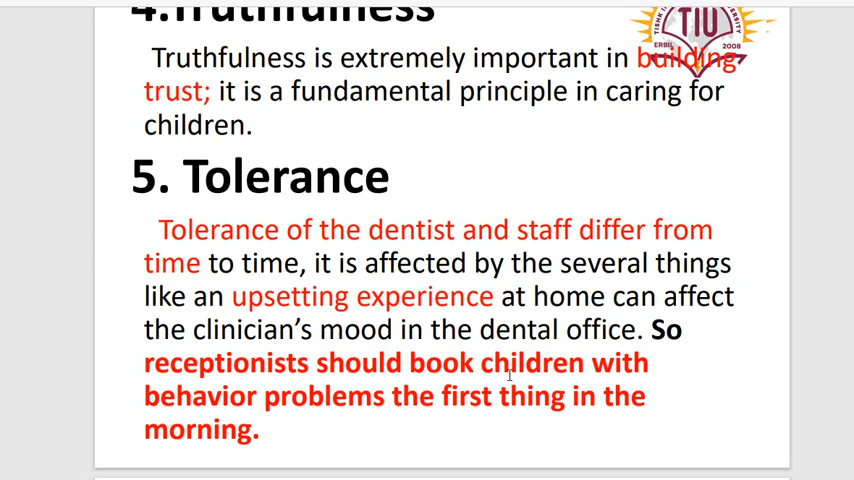 4.Truthfulness
TISHK IN
ERSITY
TIU
ERBIL
2008
Truthfulness is extremely important in building
trust; it is a fundamental principle in caring for
children.
5. Tolerance
Tolerance of the dentist and staff differ from
time to time, it is affected by the several things
like an upsetting experience at home can affect
the clinician’s mood in the dental office. So
receptionists should book children with
behavior problems the first thing in the
morning.